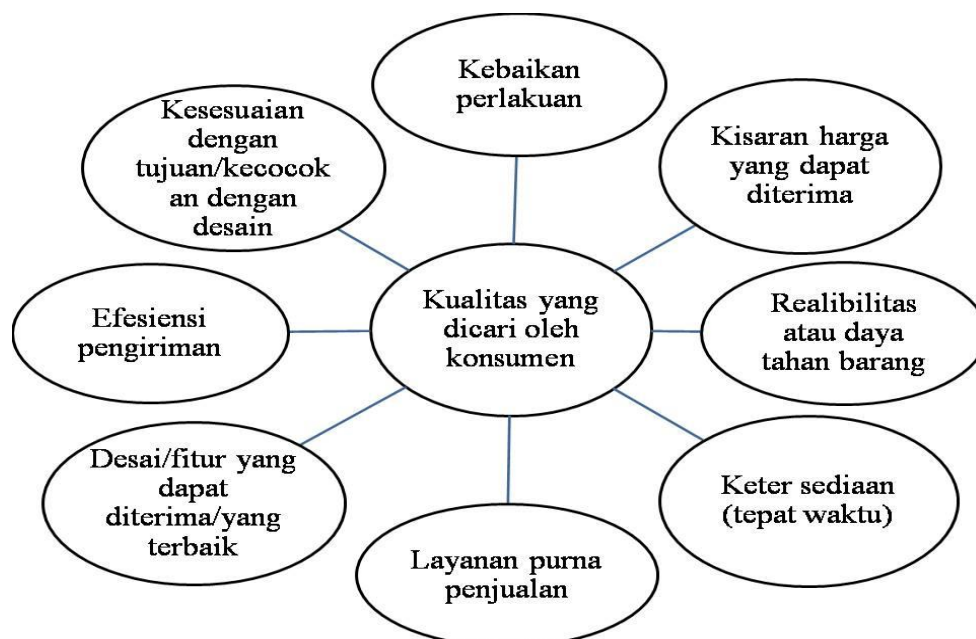 Kebaikan
perlakuan
Kisaran harga
yang dapat
diterima
Realibilitas
atau daya
tahan barang
Keter sediaan
(tepat waktu)
Layanan purna
penjualan
Desai/fitur yang
dapat
diterima/yang
terbaik
Efesiensi
pengiriman
Kesesuaian
dengan
tujuan/kecocok
an dengan
desain
Kualitas yang
dicari oleh
konsumen